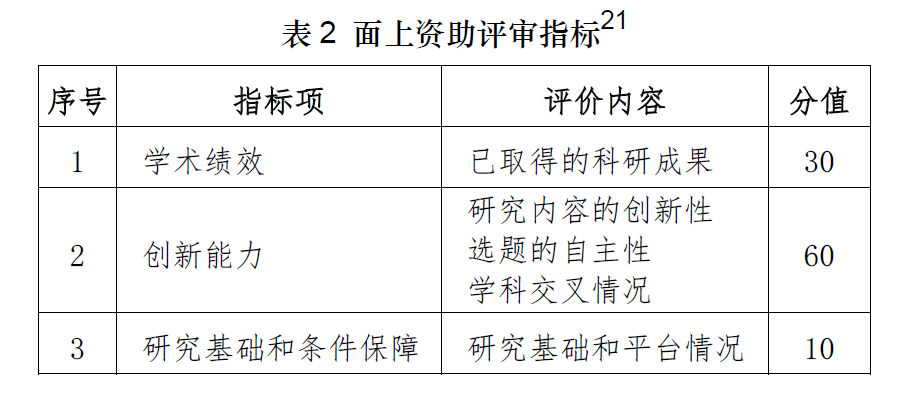 表2 面上资助评审指标21
序号 指标项 评价内容 分值
1 学术绩效 已取得的科研成果 30
研究内容的创新性
2 创新能力 选题的自主性 60
学科交叉情况
3 研究基础和条件保障 研究基础和平台情况 10